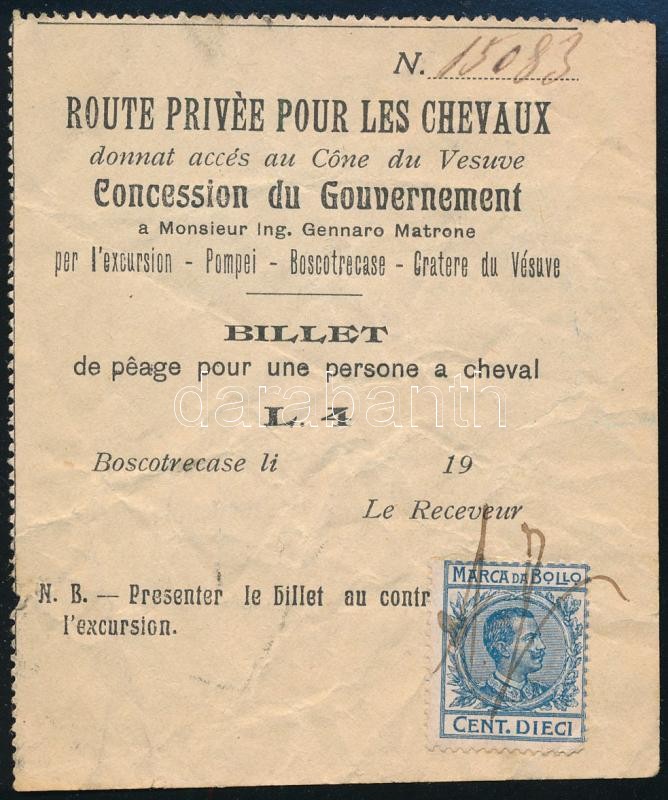 N. 15083
ROUTE PRIVÈE POUR LES CHEVAUX
donnat accés au Cône du Vesuve
Concession du Gouvernement
a Monsieur Ing. Gennaro Matrone
per l'excursion - Pompei - Boscotrecase - Cratere du Vésuve
BILLET
de pêage pour une persone a cheval
darabanth
L. 4
Boscotrecase li 19
Le Receveur
N. B. — Presenter le billet au contr
l'excursion.
MARCA DA BOLLO
CENT. DIECI